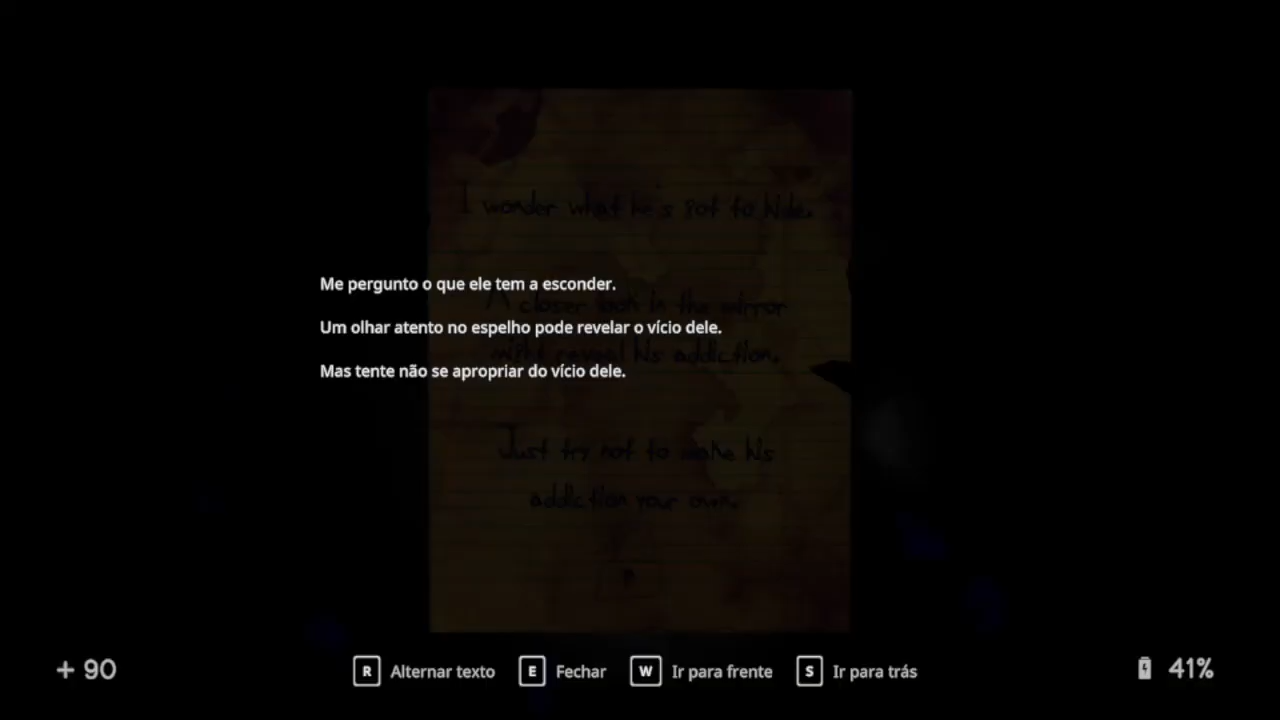 I wonder what he's got to hide.
Me pergunto o que ele tem a esconder.
A closer look in the mirror
Um olhar atento no espelho pode revelar o vício dele.
might reveal his addiction.
Mas tente não se apropriar do vício dele.
Just try not to make his
addiction your own.
+ 90
R Alternar texto
E Fechar
W Ir para frente
S Ir para trás
41%